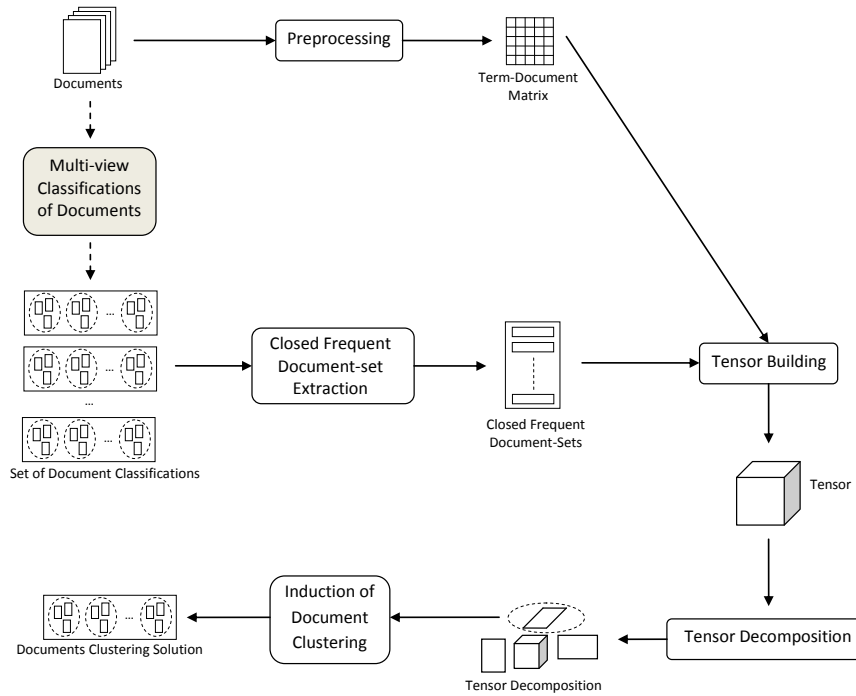 Documents
Preprocessing
Term-Document
Matrix
Multi-view
Classifications
of Documents
...
...
...
...
Set of Document Classifications
Closed Frequent
Document-set
Extraction
Closed Frequent
Document-Sets
Tensor Building
Tensor
Tensor Decomposition
Tensor Decomposition
Induction of
Document
Clustering
...
Documents Clustering Solution